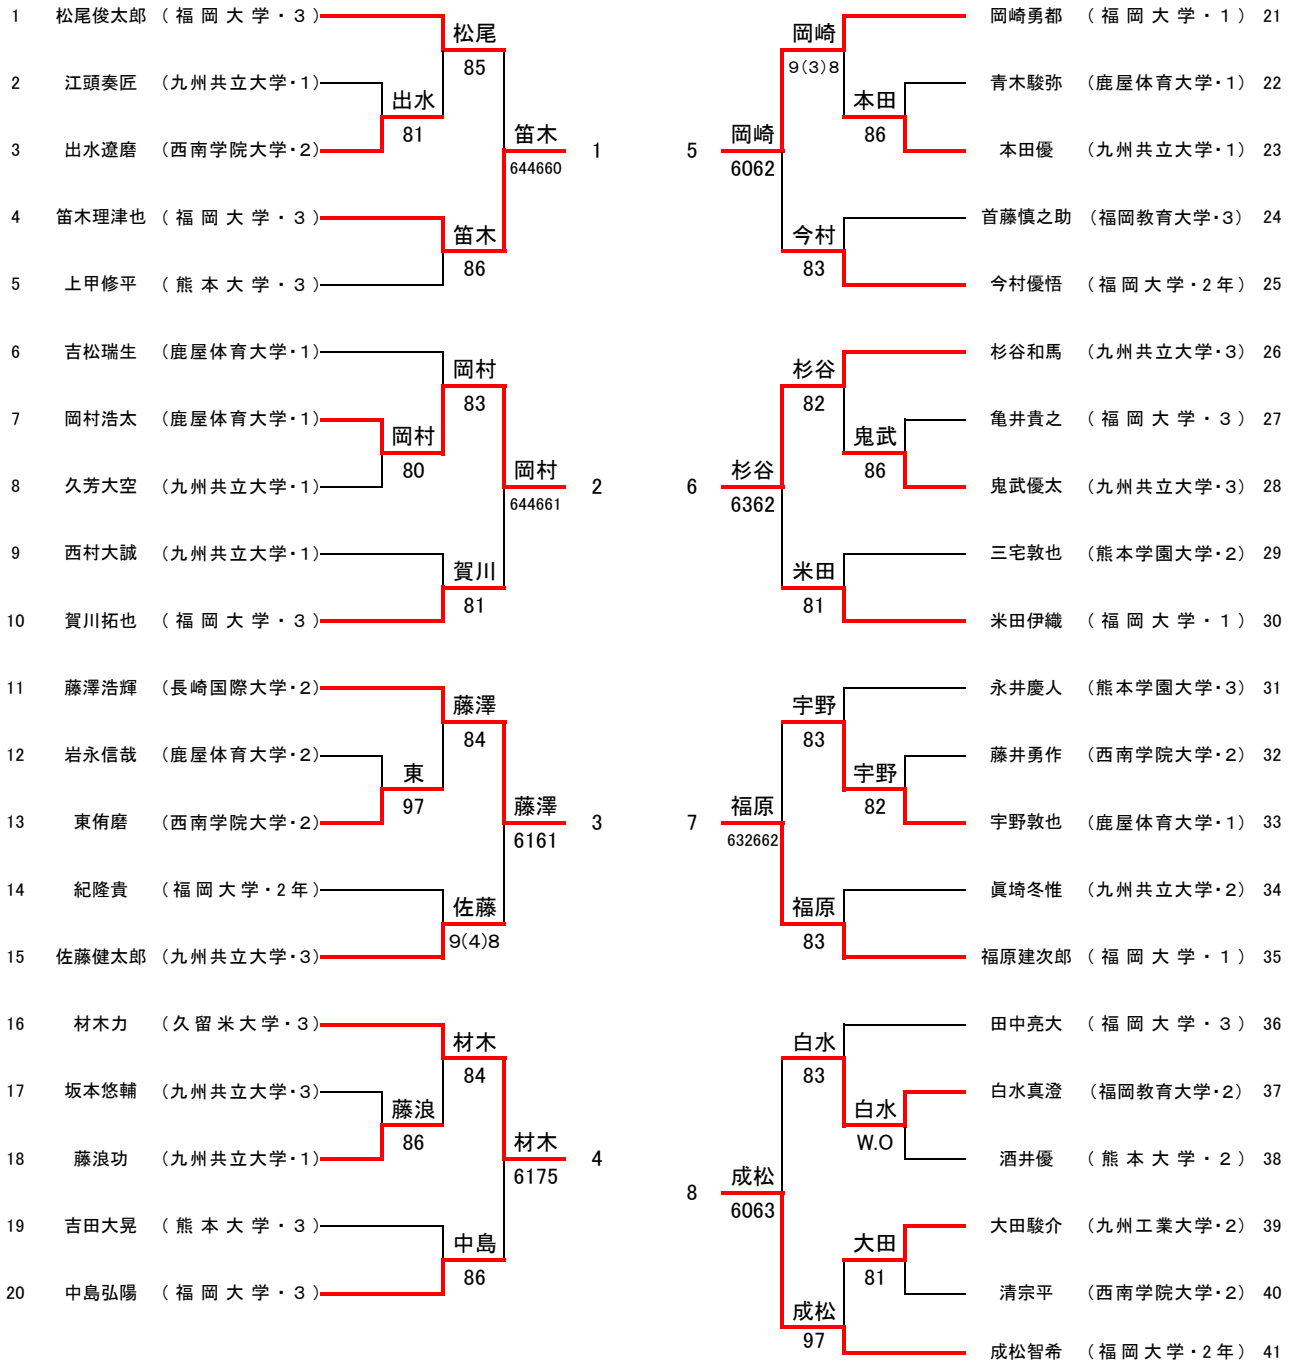 1 松尾俊太郎 （福岡大学・3）
松尾
85
2 江頭奏匠 （九州共立大学・1）
出水
81
3 出水遼磨 （西南学院大学・2）
笛木
644660
1
4 笛木理津也 （福岡大学・3）
笛木
86
5 上甲修平 （熊本大学・3）
6 吉松瑞生 （鹿屋体育大学・1）
岡村
83
7 岡村浩太 （鹿屋体育大学・1）
岡村
80
8 久芳大空 （九州共立大学・1）
岡村
644661
2
9 西村大誠 （九州共立大学・1）
賀川
81
10 賀川拓也 （福岡大学・3）
11 藤澤浩輝 （長崎国際大学・2）
藤澤
84
12 岩永信哉 （鹿屋体育大学・2）
東
97
13 東侑磨 （西南学院大学・2）
藤澤
6161
3
14 紀隆貴 （福岡大学・2年）
佐藤
9(4)8
15 佐藤健太郎 （九州共立大学・3）
16 材木力 （久留米大学・3）
材木
84
17 坂本悠輔 （九州共立大学・3）
藤浪
86
18 藤浪功 （九州共立大学・1）
材木
6175
4
19 吉田大晃 （熊本大学・3）
中島
86
20 中島弘陽 （福岡大学・3）
岡崎勇都 （福岡大学・1） 21
岡崎
9(3)8
青木駿弥 （鹿屋体育大学・1） 22
本田
86
本田優 （九州共立大学・1） 23
5
岡崎
6062
首藤慎之助 （福岡教育大学・3） 24
今村
83
今村優悟 （福岡大学・2年） 25
杉谷和馬 （九州共立大学・3） 26
杉谷
82
亀井貴之 （福岡大学・3） 27
鬼武
86
鬼武優太 （九州共立大学・3） 28
6
杉谷
6362
三宅敦也 （熊本学園大学・2） 29
米田
81
米田伊織 （福岡大学・1） 30
永井慶人 （熊本学園大学・3） 31
宇野
83
藤井勇作 （西南学院大学・2） 32
宇野
82
宇野敦也 （鹿屋体育大学・1） 33
7
福原
632662
眞埼冬惟 （九州共立大学・2） 34
福原
83
福原建次郎 （福岡大学・1） 35
田中亮大 （福岡大学・3） 36
白水
83
白水真澄 （福岡教育大学・2） 37
白水
W.O
酒井優 （熊本大学・2） 38
8
成松
6063
大田駿介 （九州工業大学・2） 39
大田
81
清宗平 （西南学院大学・2） 40
成松
97
成松智希 （福岡大学・2年） 41